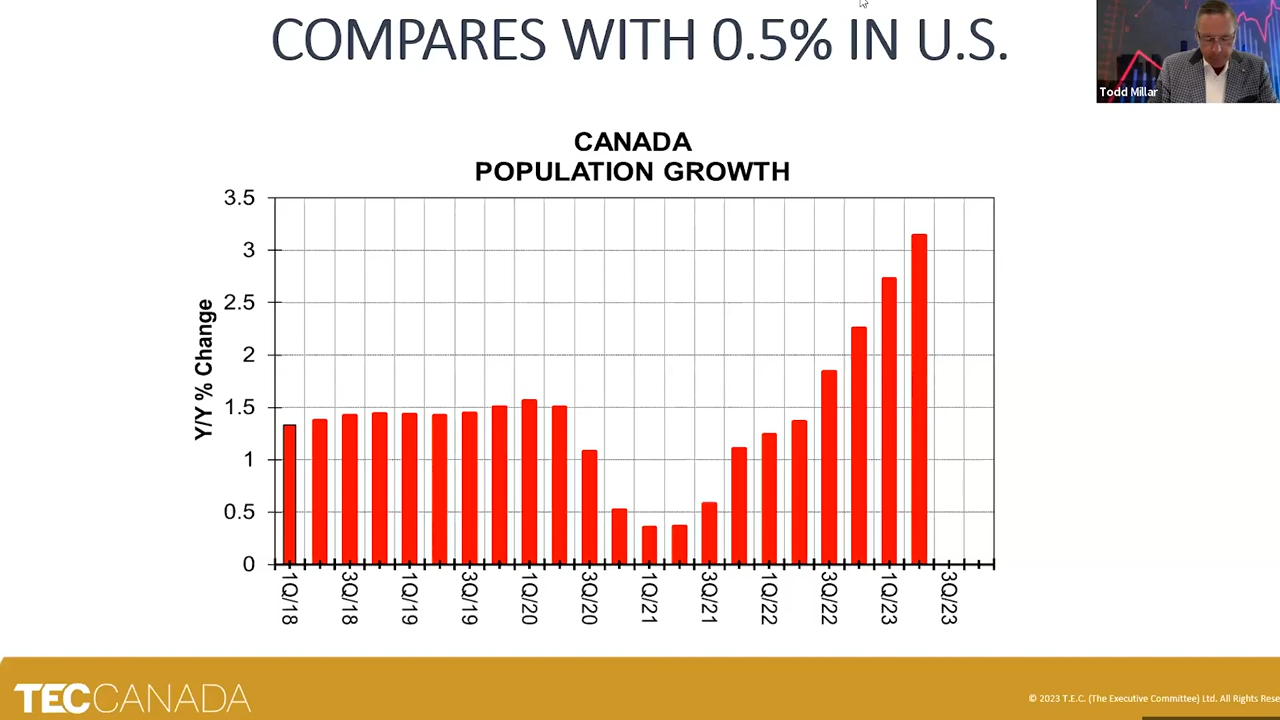 COMPARES WITH 0.5% IN U.S.
Todd Millar
CANADA
POPULATION GROWTH
Y/Y % Change
3.5
3
2.5
2
1.5
1
0.5
0
1Q/18
3Q/18
1Q/19
3Q/19
1Q/20
3Q/20
1Q/21
3Q/21
1Q/22
3Q/22
1Q/23
3Q/23
TECCANADA
© 2023 T.E.C. (The Executive Committee) Ltd. All Rights Rese